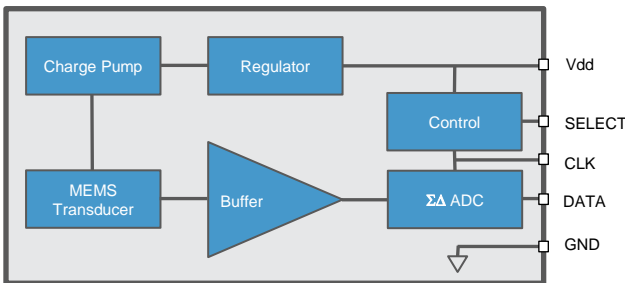 Charge Pump
Regulator
Vdd
Control
SELECT
CLK
MEMS
Transducer
Buffer
ΣΔ ADC
DATA
GND